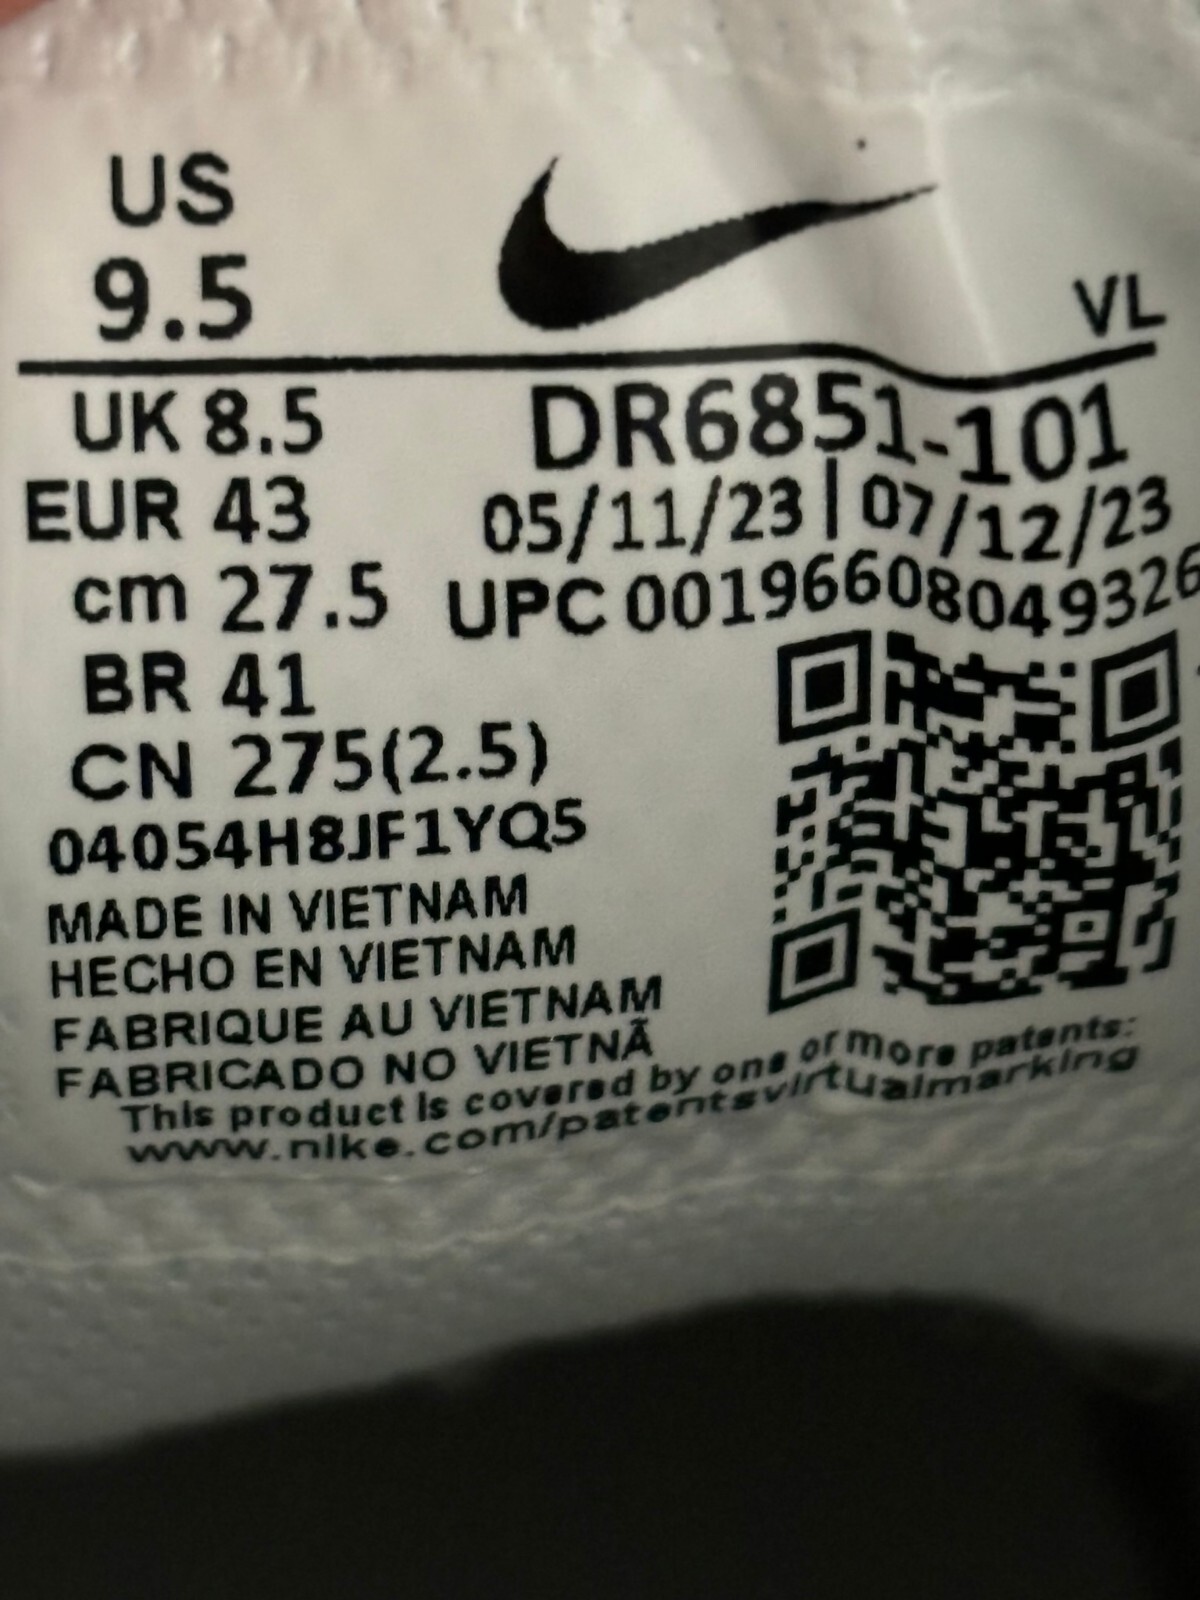 US
9.5
VL
UK 8.5
EUR 43
cm 27.5
BR 41
CN 275(2.5)
DR6851-101
05/11/23|07/12/23
UPC 00196608049326
04054H8JF1YQ5
MADE IN VIETNAM
HECHO EN VIETNAM
FABRIQUE AU VIETNAM
FABRICADO NO VIETNÃ
This product is covered by one or more patents:
www.nike.com/patentsvirtualmarking